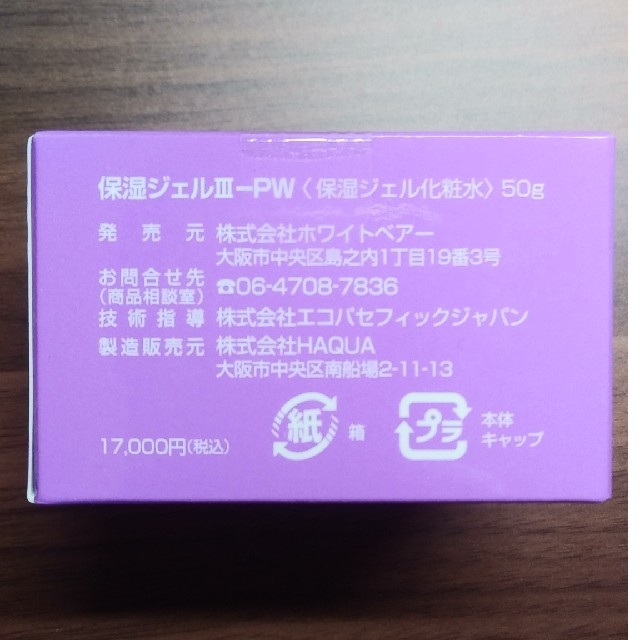 保湿ジェルⅢ-PW〈保湿ジェル化粧水〉50g
発売元 株式会社ホワイトベアー
大阪市中央区島之内1丁目19番3号
お問合せ先
(商品相談室) ☎06-4708-7836
技術指導 株式会社エコパセフィックジャパン
製造販売元 株式会社HAQUA
大阪市中央区南船場2-11-13
17,000円(税込)
紙 箱
プラ 本体
キャップ